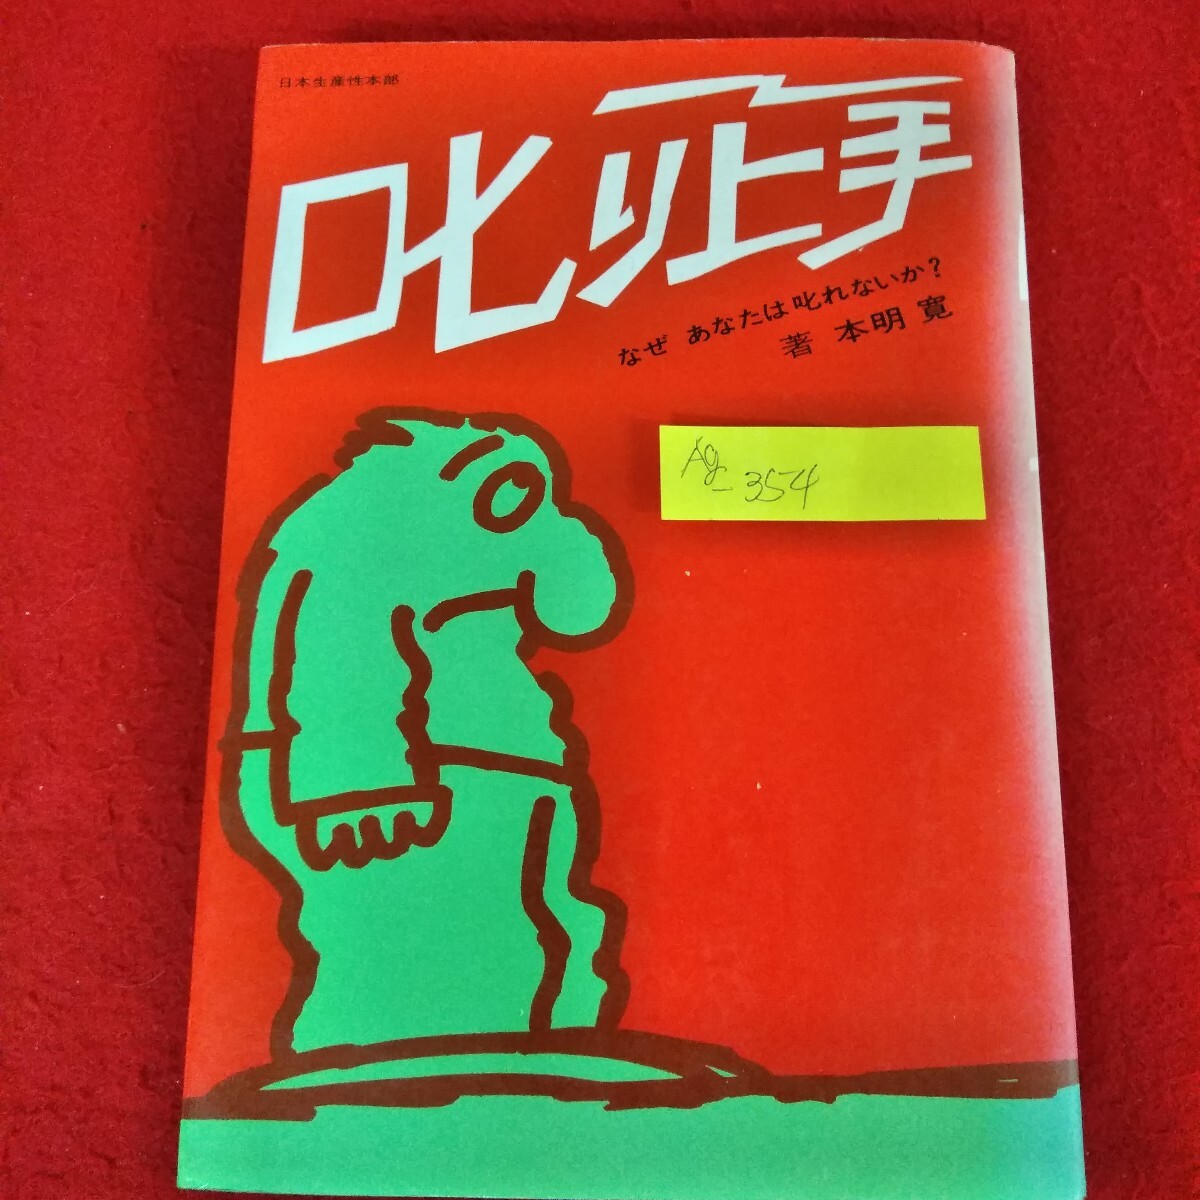 日本生産性本部
叱り上手
なぜ あなたは叱れないか?
著 本明 寛
Ag-354